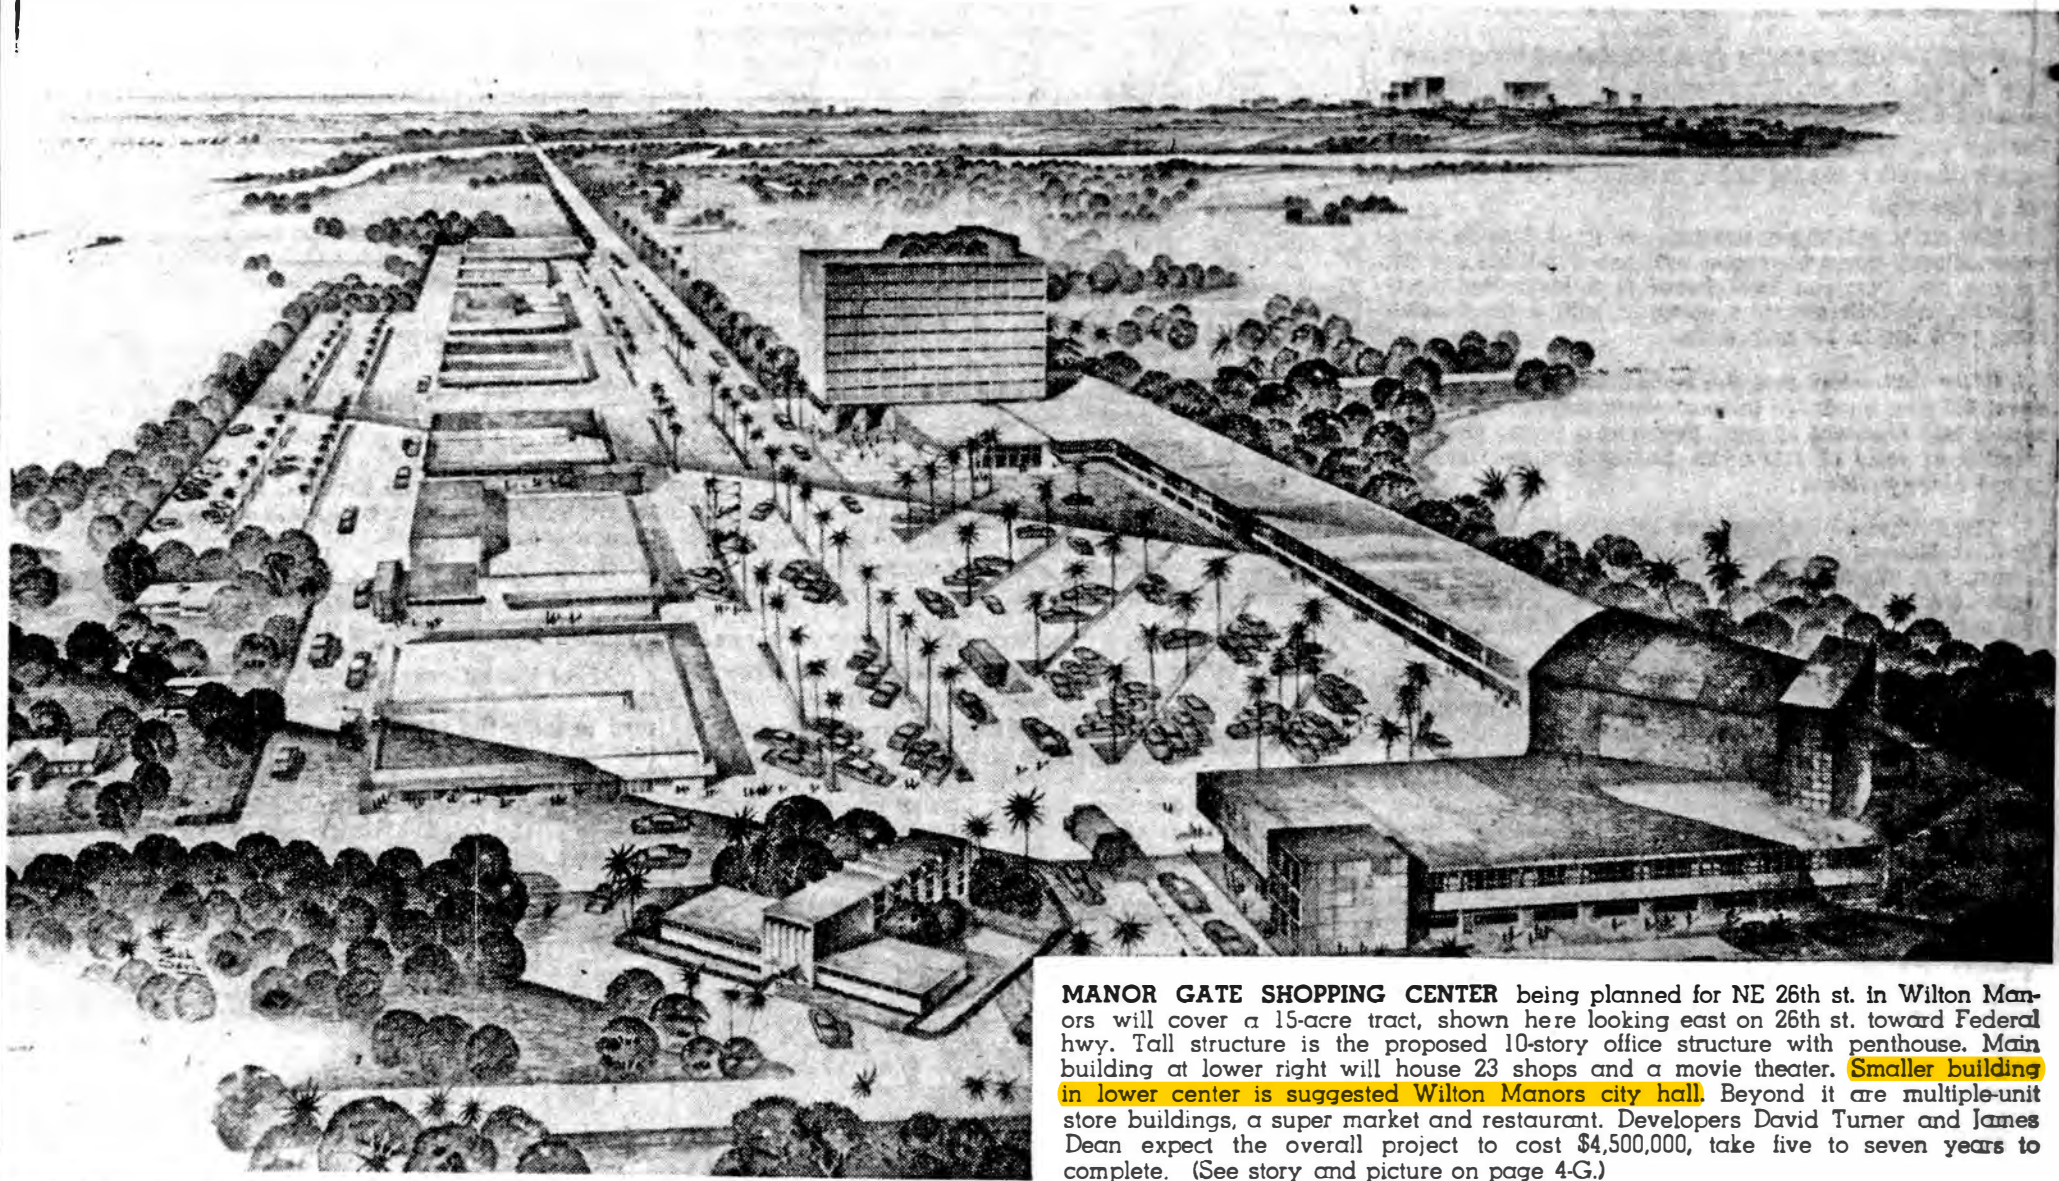 MANOR GATE SHOPPING CENTER being planned for NE 26th st. in Wilton Man-
ors will cover a 15-acre tract, shown here looking east on 26th st. toward Federal
hwy. Tall structure is the proposed 10-story office structure with penthouse. Main
building at lower right will house 23 shops and a movie theater. Smaller building
in lower center is suggested Wilton Manors city hall. Beyond it are multiple-unit
store buildings, a super market and restaurant. Developers David Turner and James
Dean expect the overall project to cost $4,500,000, take five to seven years to
complete. (See story and picture on page 4-G.)